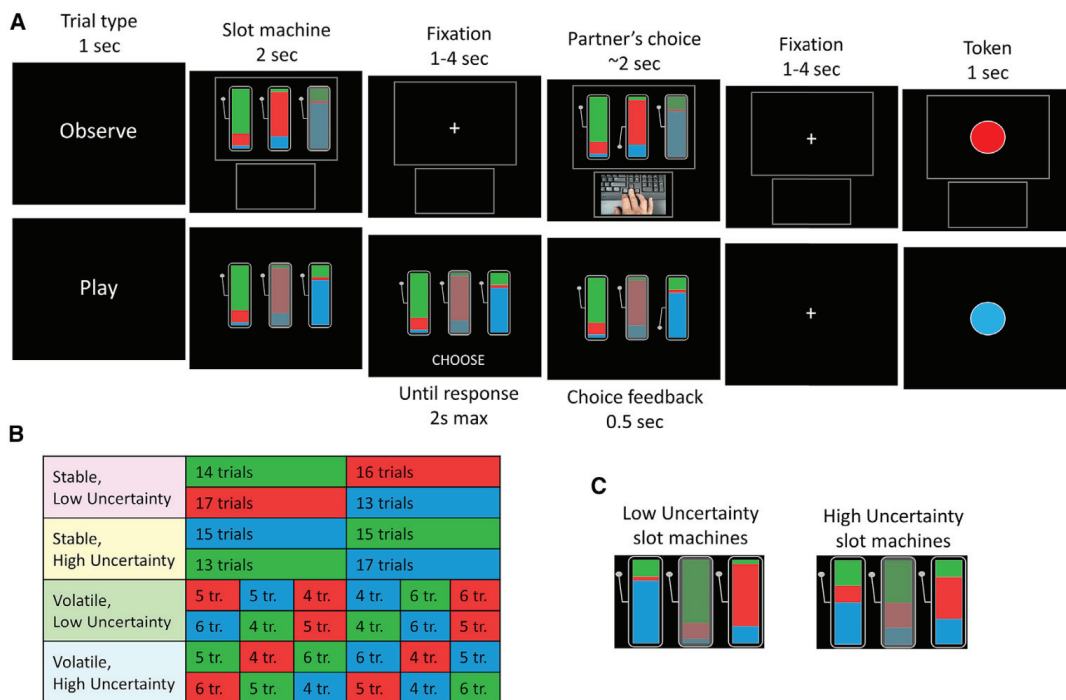 A
Trial type
1 sec
Slot machine
2 sec
Fixation
1-4 sec
Partner's choice
~2 sec
Fixation
1-4 sec
Token
1 sec
Observe
+
+
Play
CHOOSE
+
Until response
2s max
Choice feedback
0.5 sec
B
Stable,
Low Uncertainty
14 trials
16 trials
17 trials
13 trials
Stable,
High Uncertainty
15 trials
15 trials
13 trials
17 trials
Volatile,
Low Uncertainty
5 tr.
5 tr.
4 tr.
4 tr.
6 tr.
6 tr.
6 tr.
4 tr.
5 tr.
4 tr.
6 tr.
5 tr.
Volatile,
High Uncertainty
5 tr.
4 tr.
6 tr.
6 tr.
4 tr.
5 tr.
6 tr.
5 tr.
4 tr.
5 tr.
4 tr.
6 tr.
C
Low Uncertainty
slot machines
High Uncertainty
slot machines